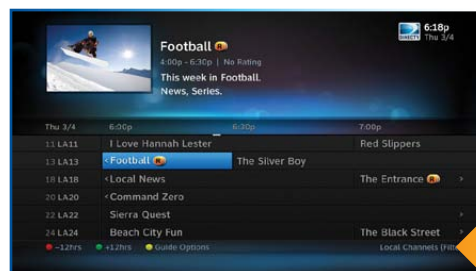 Football R
6:18p
DIRECTV Thu 3/4
4:00p - 6:30p | No Rating
This week in Football.
News, Series.
Thu 3/4 6:00p 6:30p 7:00p
11 LA11 I Love Hannah Lester Red Slippers
13 LA13 <Football R The Silver Boy
18 LA18 <Local News The Entrance R >
20 LA20 <Command Zero >
22 LA22 Sierra Quest >
24 LA24 Beach City Fun The Black Street >
-12hrs +12hrs Guide Options Local Channels